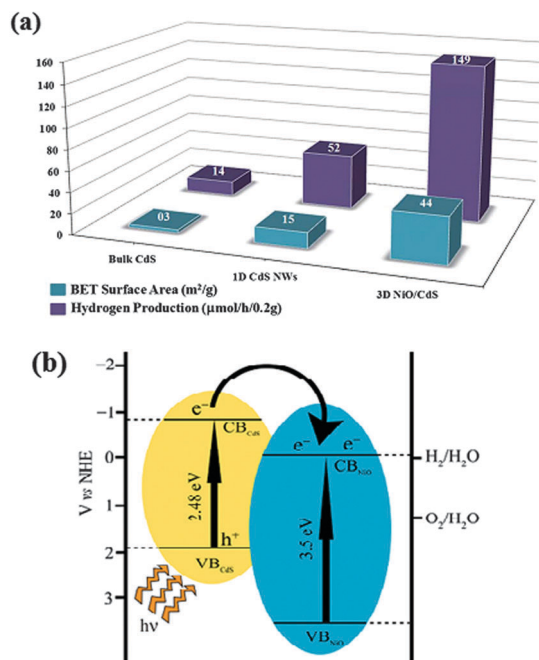 (a)
160
140
120
100
80
60
40
20
0
14
52
149
03
15
44
Bulk CdS
1D CdS NWs
3D NiO/CdS
BET Surface Area (m²/g)
Hydrogen Production (µmol/h/0.2g)
(b)
V vs NHE
−2
−1
0
1
2
3
e⁻
CB_CdS
2.48 eV
h⁺
VB_CdS
hν
e⁻ e⁻
CB_NiO
3.5 eV
VB_NiO
H₂/H₂O
O₂/H₂O